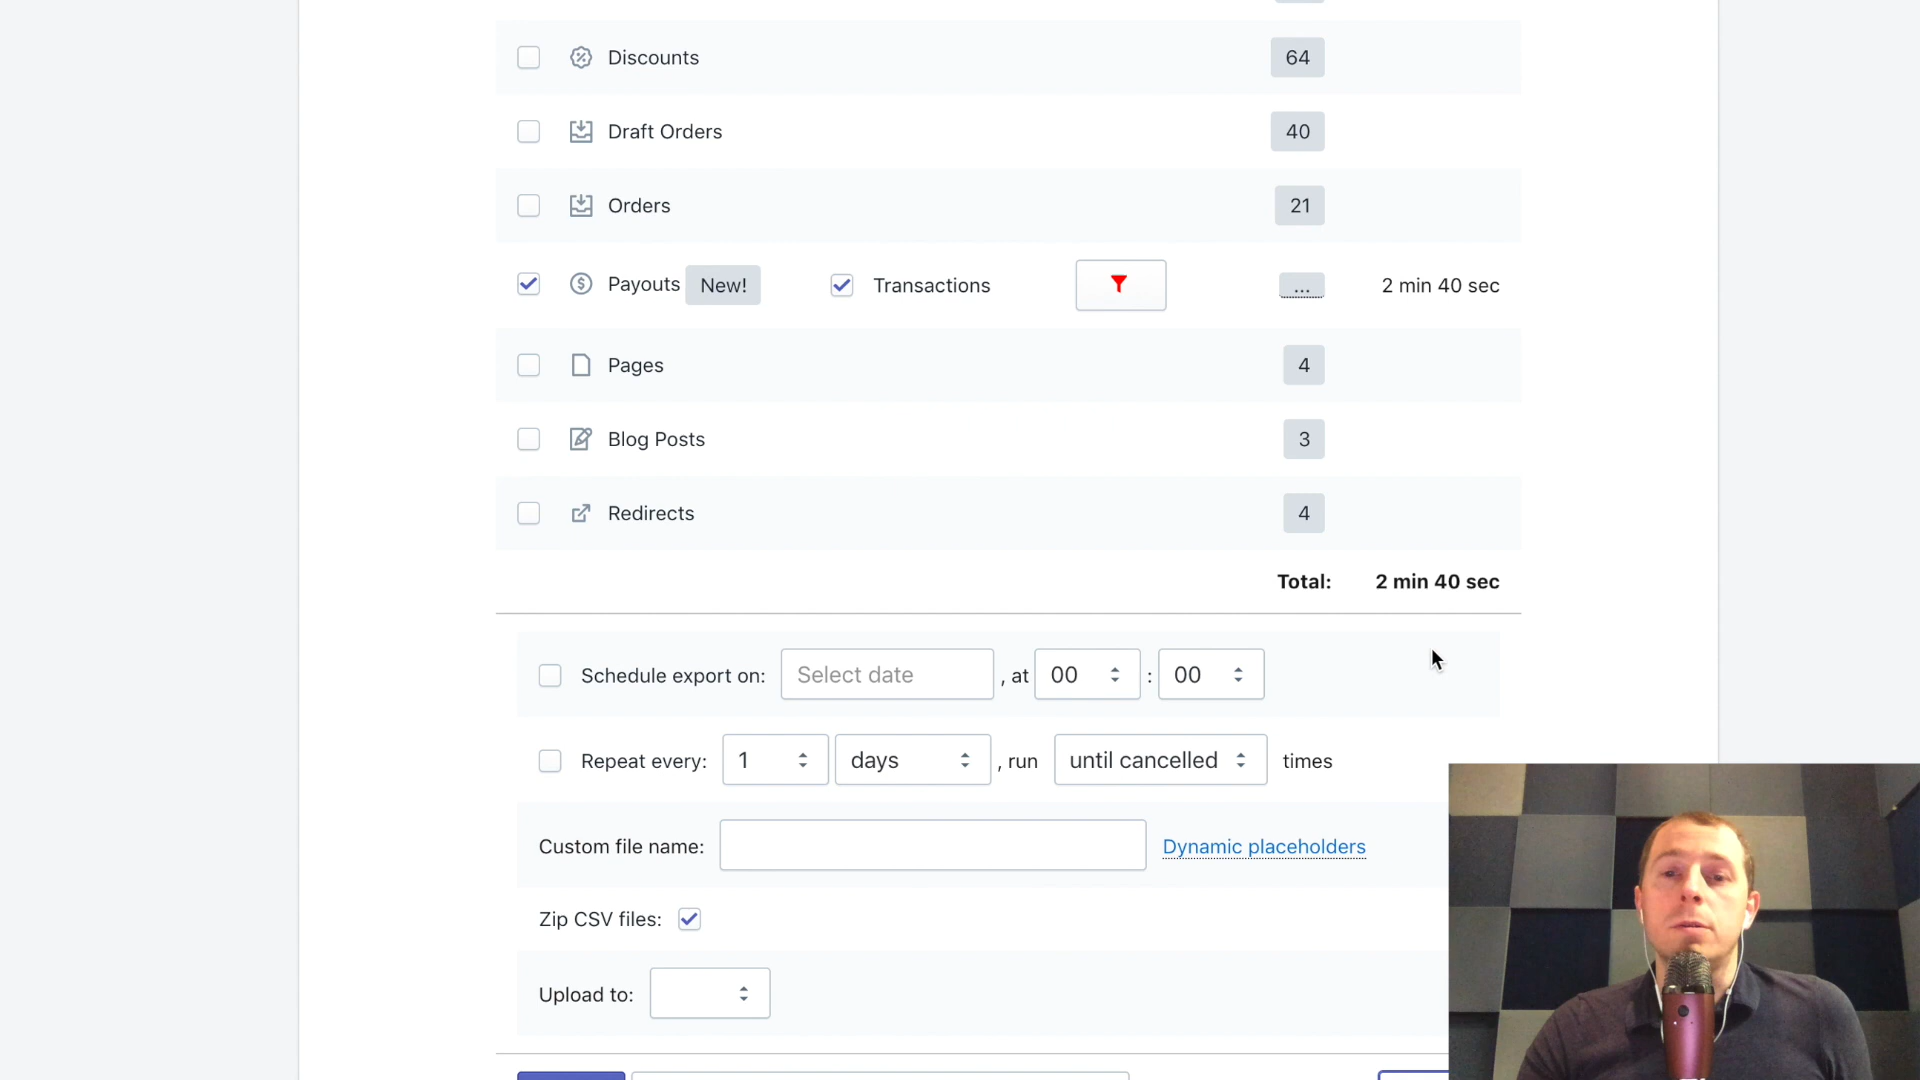 Discounts 64
Draft Orders 40
Orders 21
Payouts New! Transactions ... 2 min 40 sec
Pages 4
Blog Posts 3
Redirects 4
Total: 2 min 40 sec
Schedule export on: Select date , at 00 : 00
Repeat every: 1 days , run until cancelled times
Custom file name: Dynamic placeholders
Zip CSV files:
Upload to: